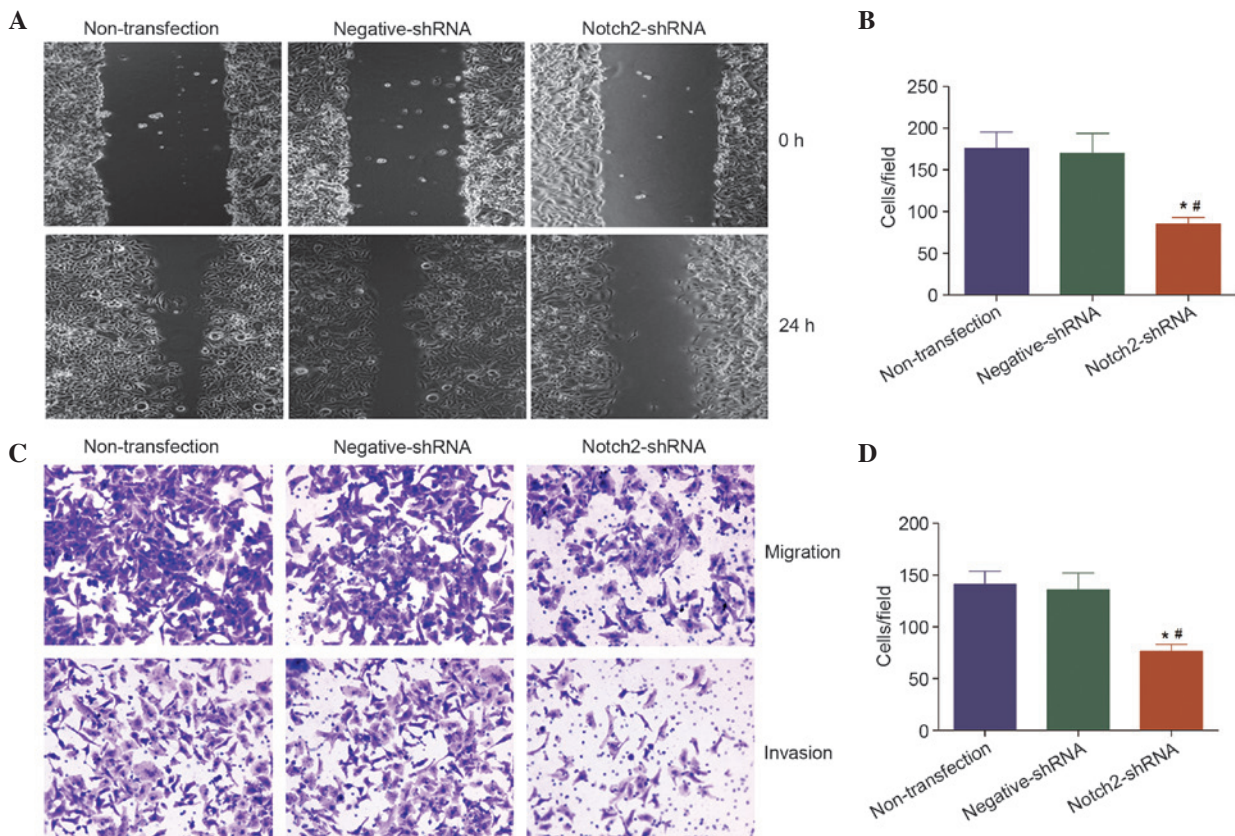 A
Non-transfection Negative-shRNA Notch2-shRNA
0 h
24 h
B
250
200
150
100
50
0
Cells/field
* #
Non-transfection
Negative-shRNA
Notch2-shRNA
C
Non-transfection Negative-shRNA Notch2-shRNA
Migration
Invasion
D
200
150
100
50
0
Cells/field
* #
Non-transfection
Negative-shRNA
Notch2-shRNA